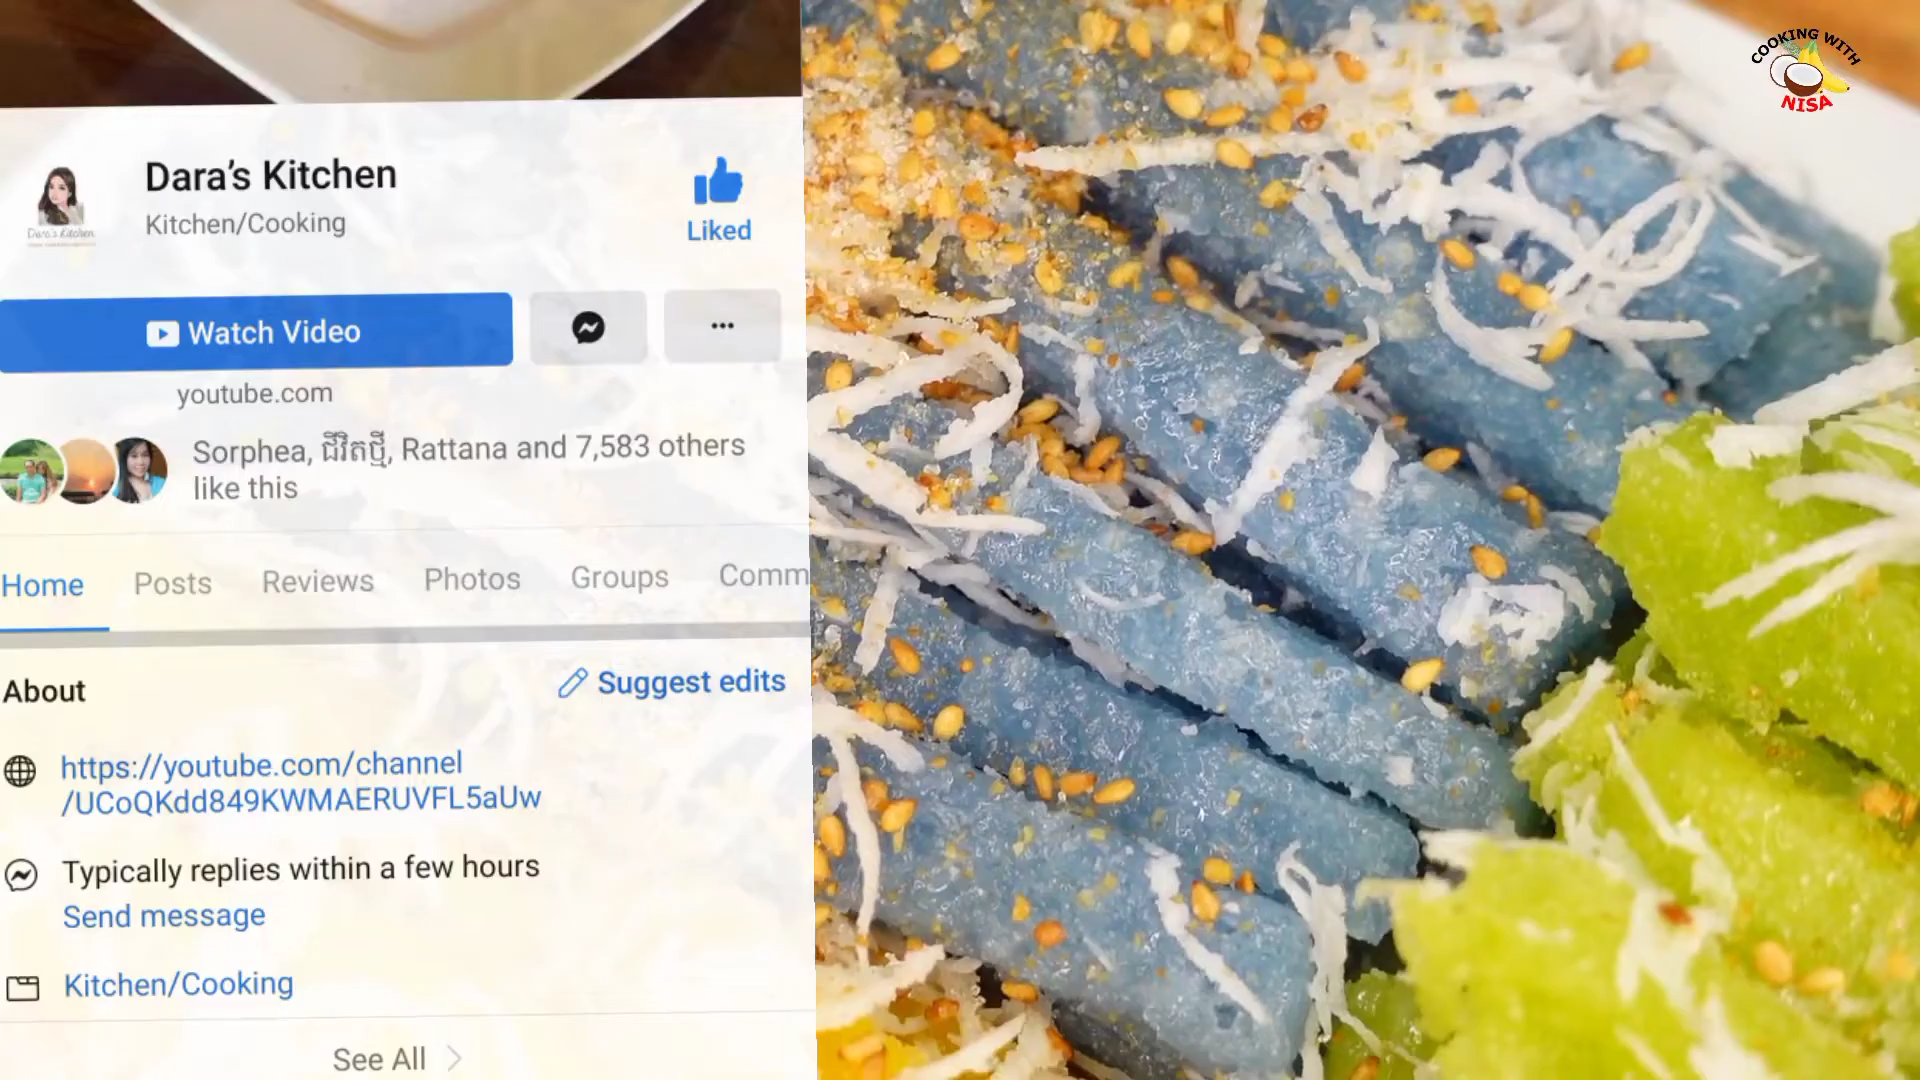 COOKING WITH
NISA
Dara's Kitchen
Kitchen/Cooking
Liked
Dara's Kitchen
Watch Video
youtube.com
Sorphea, ជីវិតថ្មី, Rattana and 7,583 others
like this
Home Posts Reviews Photos Groups Comm
About
Suggest edits
https://youtube.com/channel
/UCoQKdd849KWMAERUVFL5aUw
Typically replies within a few hours
Send message
Kitchen/Cooking
See All